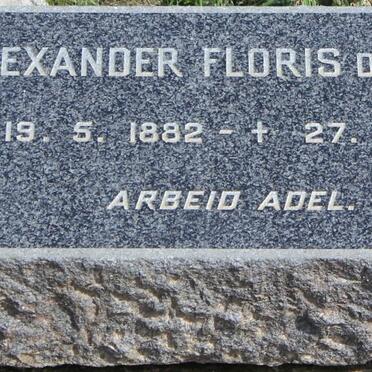 EXANDER FLORIS
19. 5. 1882 – † 27.
ARBEID ADEL.